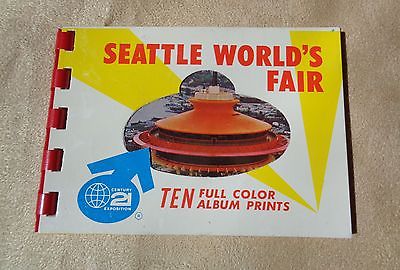 SEATTLE WORLD'S
FAIR
CENTURY
21
EXPOSITION
TEN FULL COLOR
ALBUM PRINTS